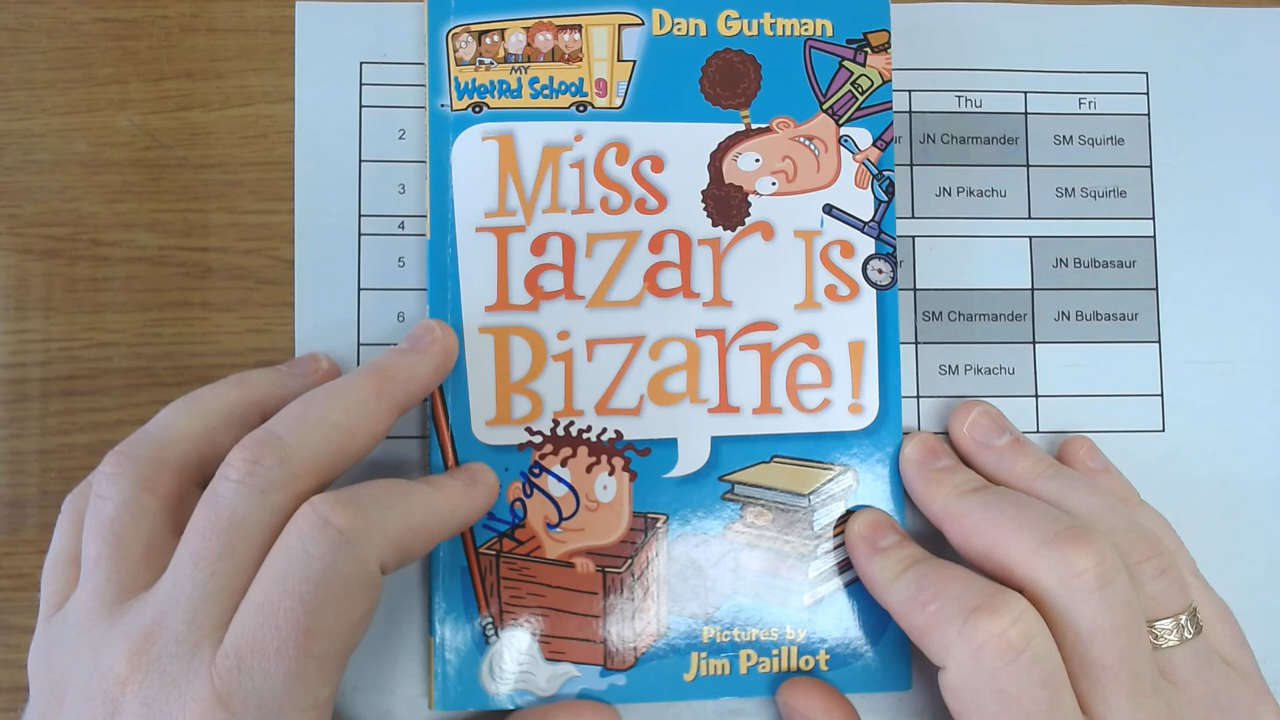 Dan Gutman
MY
Weird School 9
Miss
Lazar Is
Bizarre!
Hogg
Pictures by
Jim Paillot
Thu Fri
2 JN Charmander SM Squirtle
3 JN Pikachu SM Squirtle
4
5 JN Bulbasaur
6 SM Charmander JN Bulbasaur
SM Pikachu